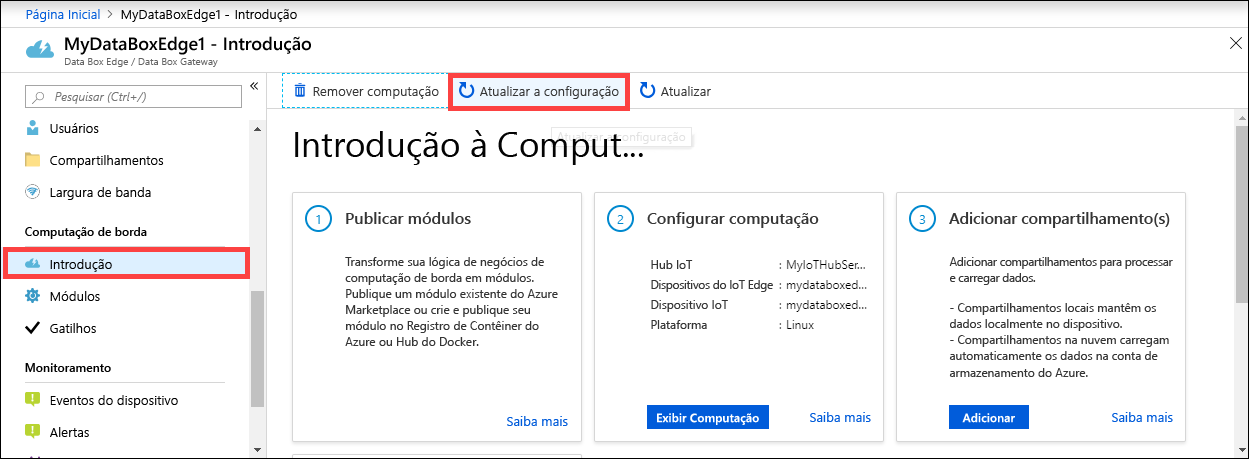 Página Inicial > MyDataBoxEdge1 - Introdução
MyDataBoxEdge1 - Introdução
Data Box Edge / Data Box Gateway
Pesquisar (Ctrl+/)
«
Usuários
Compartilhamentos
Largura de banda
Computação de borda
Introdução
Módulos
Gatilhos
Monitoramento
Eventos do dispositivo
Alertas
Remover computação
Atualizar a configuração
Atualizar
Atualizar a configuração
Introdução à Comput...
1
Publicar módulos
Transforme sua lógica de negócios de
computação de borda em módulos.
Publique um módulo existente do Azure
Marketplace ou crie e publique seu
módulo no Registro de Contêiner do
Azure ou Hub do Docker.
Saiba mais
2
Configurar computação
Hub IoT : MyIoTHubSer...
Dispositivos do IoT Edge : mydataboxed...
Dispositivo IoT : mydataboxed...
Plataforma : Linux
Exibir Computação
Saiba mais
3
Adicionar compartilhamento(s)
Adicionar compartilhamentos para processar
e carregar dados.
- Compartilhamentos locais mantêm os
dados localmente no dispositivo.
- Compartilhamentos na nuvem carregam
automaticamente os dados na conta de
armazenamento do Azure.
Adicionar
Saiba mais